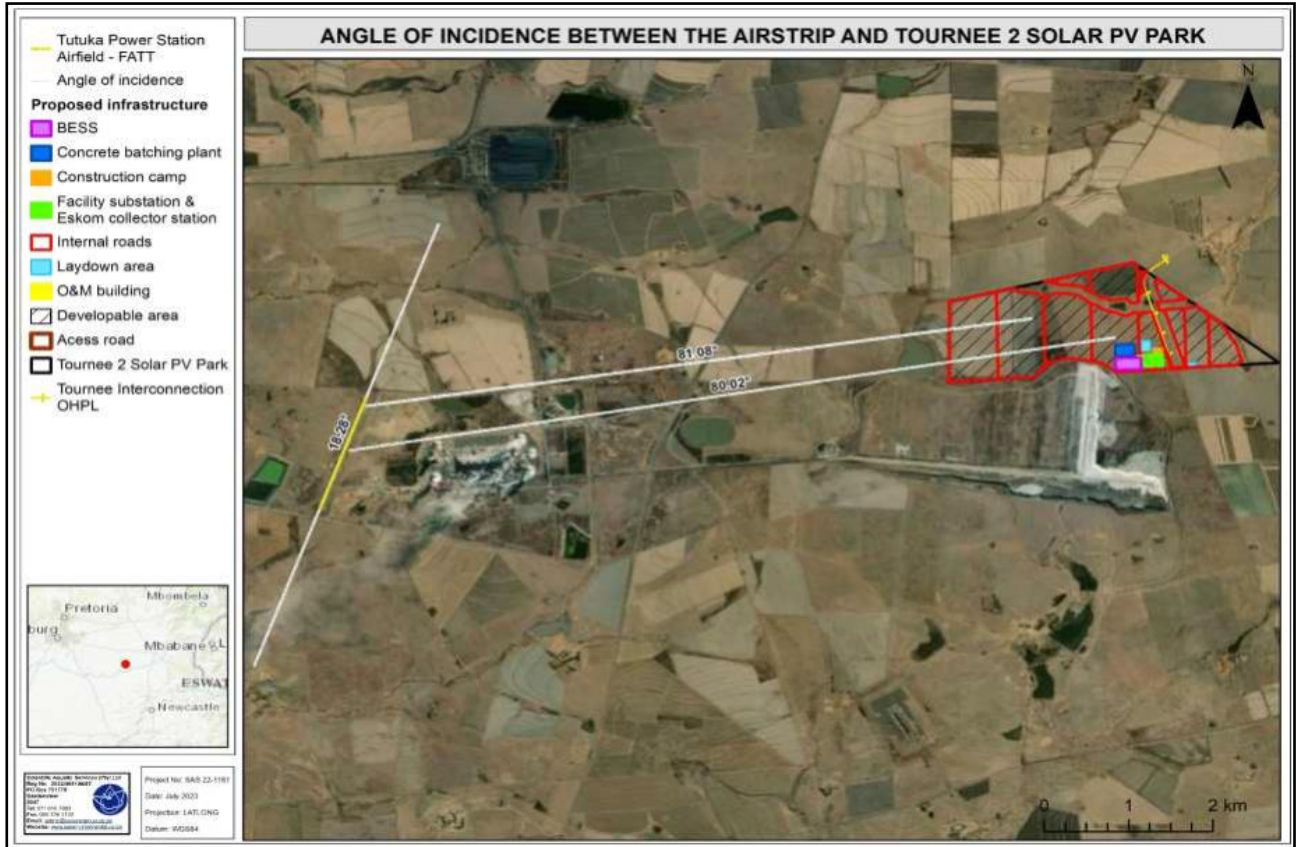 ANGLE OF INCIDENCE BETWEEN THE AIRSTRIP AND TOURNEE 2 SOLAR PV PARK
Tutuka Power Station
Airfield - FATT
Angle of incidence
Proposed infrastructure
BESS
Concrete batching plant
Construction camp
Facility substation &
Eskom collector station
Internal roads
Laydown area
O&M building
Developable area
Acess road
Tournee 2 Solar PV Park
Tournee Interconnection
OHPL
N
81.08°
80.02°
18.28°
0 1 2 km
Pretoria
Mbombela
burg
Mbabane
L
ESWAT
Newcastle
Project No: SAS 22-1181
Date: July 2023
Projection: LATLONG
Datum: WGS84